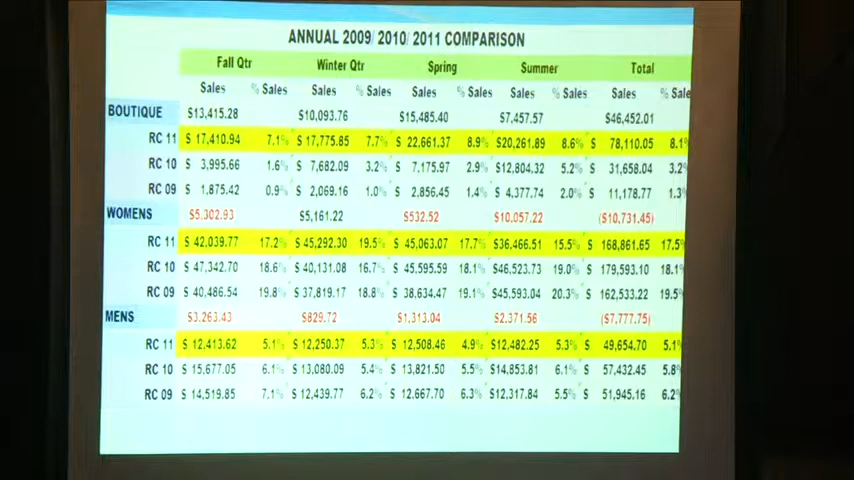 ANNUAL 2009/ 2010/ 2011 COMPARISON
Fall Qtr Winter Qtr Spring Summer Total
Sales % Sales Sales % Sales Sales % Sales Sales % Sales Sales % Sale
BOUTIQUE $13,415.28 $10,093.76 $15,485.40 $7,457.57 $46,452.01
RC 11 $ 17,410.94 7.1% $ 17,775.85 7.7% $ 22,661.37 8.9% $20,261.89 8.6% $ 78,110.05 8.1%
RC 10 $ 3,995.66 1.6% $ 7,682.09 3.2% $ 7,175.97 2.9% $12,804.32 5.2% $ 31,658.04 3.2%
RC 09 $ 1,875.42 0.9% $ 2,069.16 1.0% $ 2,856.45 1.4% $ 4,377.74 2.0% $ 11,178.77 1.3%
WOMENS $5,302.93 $5,161.22 $532.52 $10,057.22 ($10,731.45)
RC 11 $ 42,039.77 17.2% $ 45,292.30 19.5% $ 45,063.07 17.7% $36,466.51 15.5% $ 168,861.65 17.5%
RC 10 $ 47,342.70 18.6% $ 40,131.08 16.7% $ 45,595.59 18.1% $46,523.73 19.0% $ 179,593.10 18.1%
RC 09 $ 40,486.54 19.8% $ 37,819.17 18.8% $ 38,634.47 19.1% $45,593.04 20.3% $ 162,533.22 19.5%
MENS $3,263.43 $829.72 $1,313.04 $2,371.56 ($7,777.75)
RC 11 $ 12,413.62 5.1% $ 12,250.37 5.3% $ 12,508.46 4.9% $12,482.25 5.3% $ 49,654.70 5.1%
RC 10 $ 15,677.05 6.1% $ 13,080.09 5.4% $ 13,821.50 5.5% $14,853.81 6.1% $ 57,432.45 5.8%
RC 09 $ 14,519.85 7.1% $ 12,439.77 6.2% $ 12,667.70 6.3% $12,317.84 5.5% $ 51,945.16 6.2%